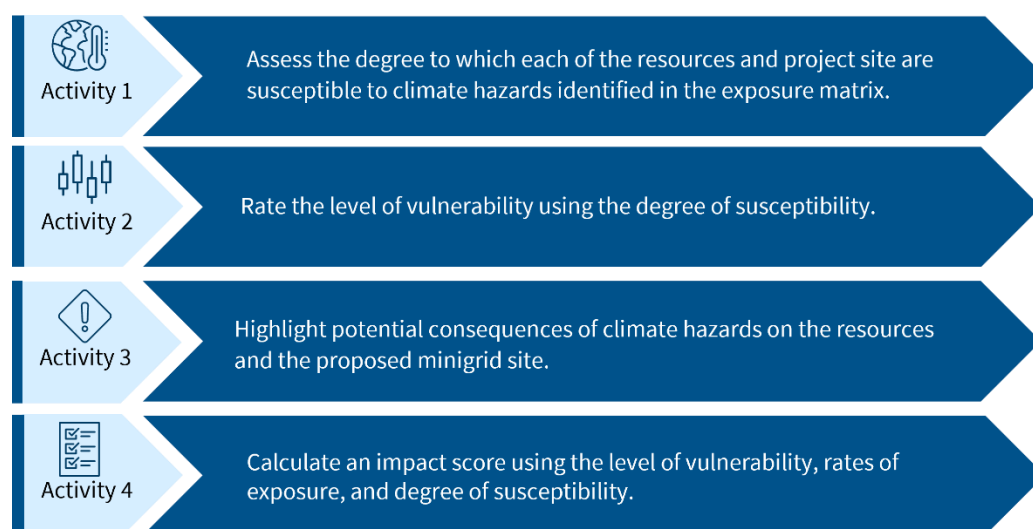 Activity 1
Assess the degree to which each of the resources and project site are
susceptible to climate hazards identified in the exposure matrix.
Activity 2
Rate the level of vulnerability using the degree of susceptibility.
Activity 3
Highlight potential consequences of climate hazards on the resources
and the proposed minigrid site.
Activity 4
Calculate an impact score using the level of vulnerability, rates of
exposure, and degree of susceptibility.